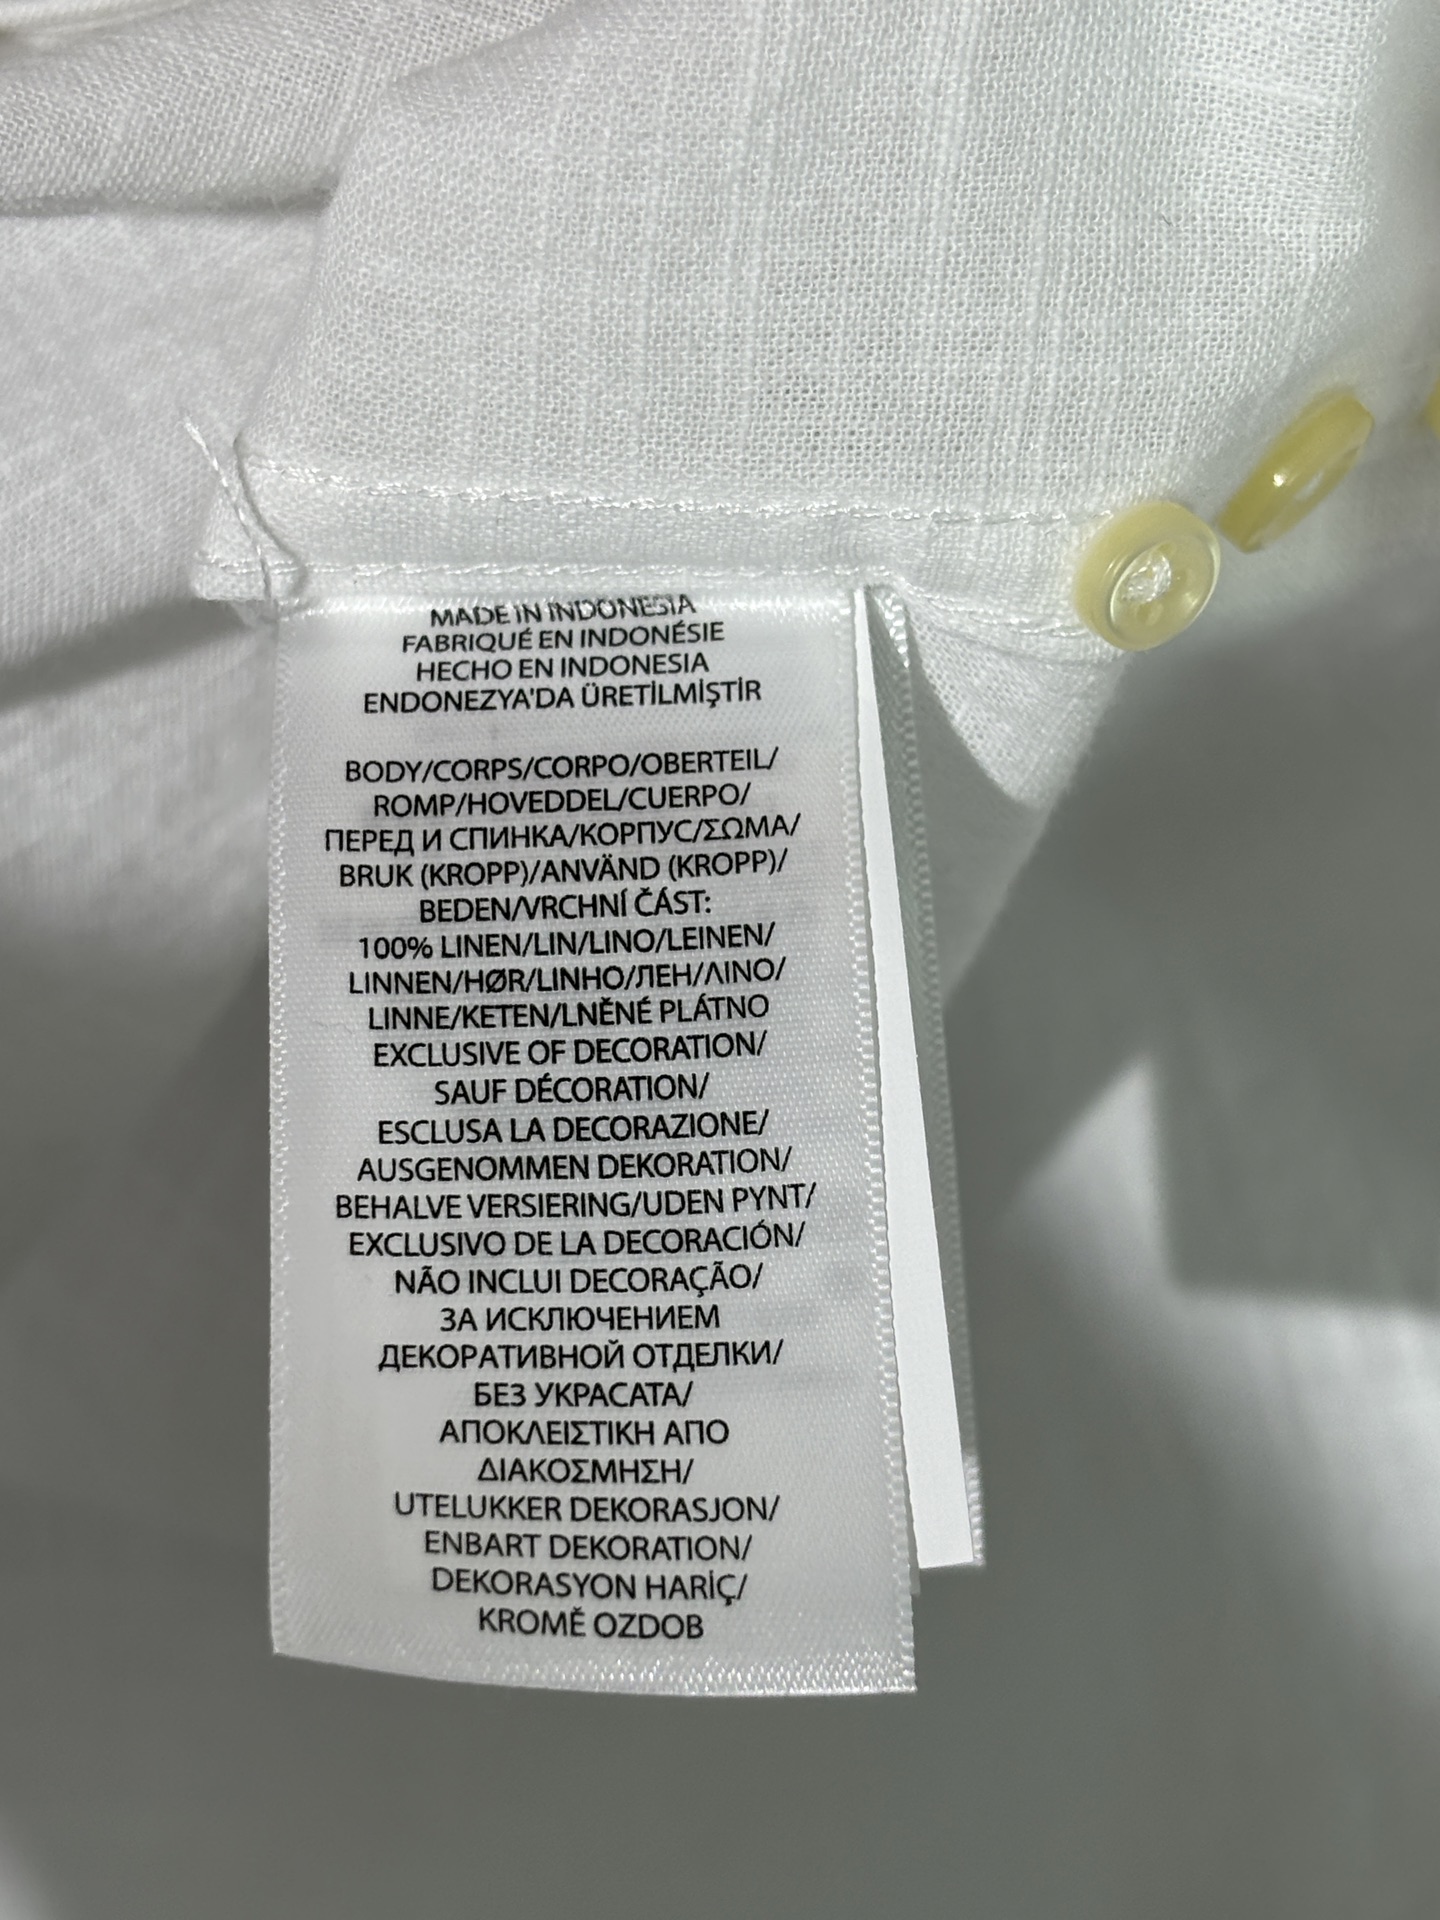 MADE IN INDONESIA
FABRIQUÉ EN INDONÉSIE
HECHO EN INDONESIA
ENDONEZYA'DA ÜRETİLMİŞTİR
BODY/CORPS/CORPO/OBERTEIL/
ROMP/HOVEDDEL/CUERPO/
ПЕРЕД И СПИНКА/КОРПУС/ΣΩΜΑ/
BRUK (KROPP)/ANVÄND (KROPP)/
BEDEN/VRCHNÍ ČÁST:
100% LINEN/LIN/LINO/LEINEN/
LINNEN/HØR/LINHO/ЛЕН/ΛΙΝΟ/
LINNE/KETEN/LNĚNÉ PLÁTNO
EXCLUSIVE OF DECORATION/
SAUF DÉCORATION/
ESCLUSA LA DECORAZIONE/
AUSGENOMMEN DEKORATION/
BEHALVE VERSIERING/UDEN PYNT/
EXCLUSIVO DE LA DECORACIÓN/
NÃO INCLUI DECORAÇÃO/
ЗА ИСКЛЮЧЕНИЕМ
ДЕКОРАТИВНОЙ ОТДЕЛКИ/
БЕЗ УКРАСАТА/
ΑΠΟΚΛΕΙΣΤΙΚΗ ΑΠΟ
ΔΙΑΚΟΣΜΗΣΗ/
UTELUKKER DEKORASJON/
ENBART DEKORATION/
DEKORASYON HARİÇ/
KROMĚ OZDOB